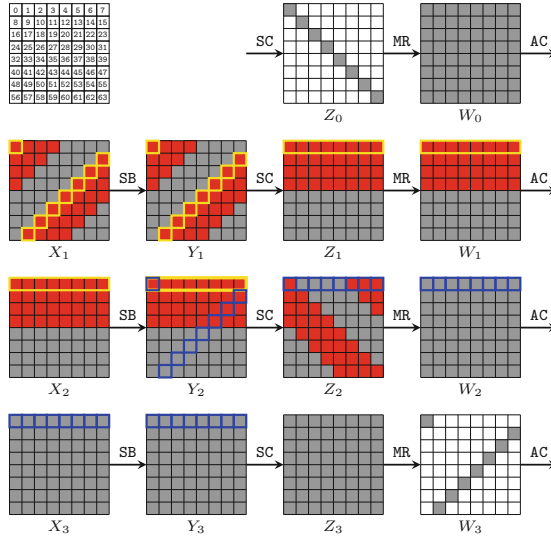 0 1 2 3 4 5 6 7
8 9 10 11 12 13 14 15
16 17 18 19 20 21 22 23
24 25 26 27 28 29 30 31
32 33 34 35 36 37 38 39
40 41 42 43 44 45 46 47
48 49 50 51 52 53 54 55
56 57 58 59 60 61 62 63
SC MR AC
Z₀ W₀
SB SC MR AC
X₁ Y₁ Z₁ W₁
SB SC MR AC
X₂ Y₂ Z₂ W₂
SB SC MR AC
X₃ Y₃ Z₃ W₃